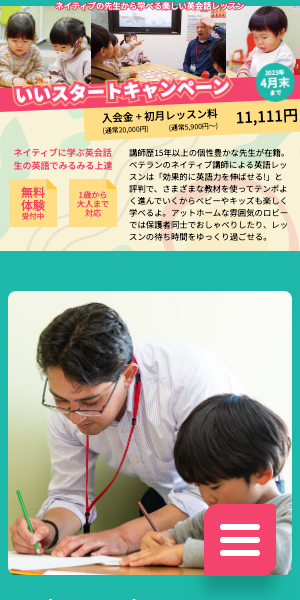 ネイティブの先生から学べる楽しい英会話レッスン
いいスタートキャンペーン
2023年
4月末
まで
入会金+初月レッスン料
11,111円
(通常20,000円)
(通常5,900円〜)
ネイティブに学ぶ英会話
生の英語でみるみる上達
無料
体験
受付中
1歳から
大人まで
対応
講師歴15年以上の個性豊かな先生が在籍。
ベテランのネイティブ講師による英語レッ
スンは「効果的に英語力を伸ばせる!」と
評判で、さまざまな教材を使ってテンポよ
く進んでいくからベビーやキッズも楽しく
学べるよ。アットホームな雰囲気のロビー
では保護者同士でおしゃべりしたり、レッ
スンの待ち時間をゆっくり過ごせる。